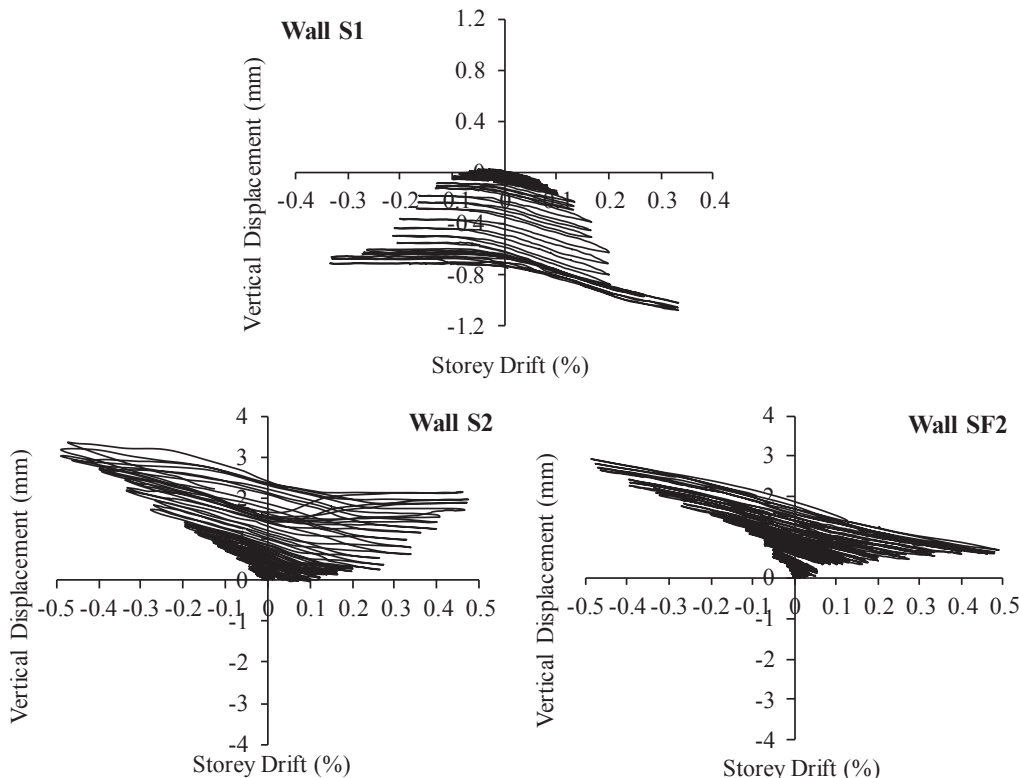 Wall S1
Vertical Displacement (mm)
1.2
0.8
0.4
0
-0.4
-0.8
-1.2
-0.4 -0.3 -0.2 -0.1 0 0.1 0.2 0.3 0.4
Storey Drift (%)
Wall S2
Vertical Displacement (mm)
4
3
2
1
0
-1
-2
-3
-4
-0.5 -0.4 -0.3 -0.2 -0.1 0 0.1 0.2 0.3 0.4 0.5
Storey Drift (%)
Wall SF2
Vertical Displacement (mm)
4
3
2
1
0
-1
-2
-3
-4
-0.5 -0.4 -0.3 -0.2 -0.1 0 0.1 0.2 0.3 0.4 0.5
Storey Drift (%)